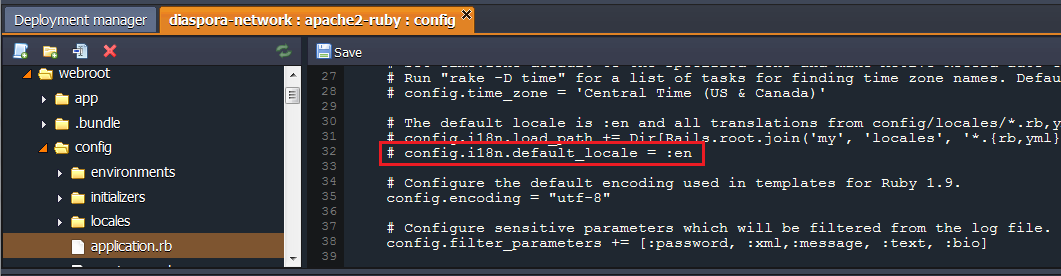 Deployment manager
diaspora-network : apache2-ruby : config
Save
webroot
app
.bundle
config
environments
initializers
locales
application.rb
27 # Run "rake -D time" for a list of tasks for finding time zone names. Defau
28 # config.time_zone = 'Central Time (US & Canada)'
29
30 # The default locale is :en and all translations from config/locales/*.rb,y
31 # config.i18n.load_path += Dir[Rails.root.join('my', 'locales', '*.{rb,yml}
32 # config.i18n.default_locale = :en
33
34 # Configure the default encoding used in templates for Ruby 1.9.
35 config.encoding = "utf-8"
36
37 # Configure sensitive parameters which will be filtered from the log file.
38 config.filter_parameters += [:password, :xml,:message, :text, :bio]
39